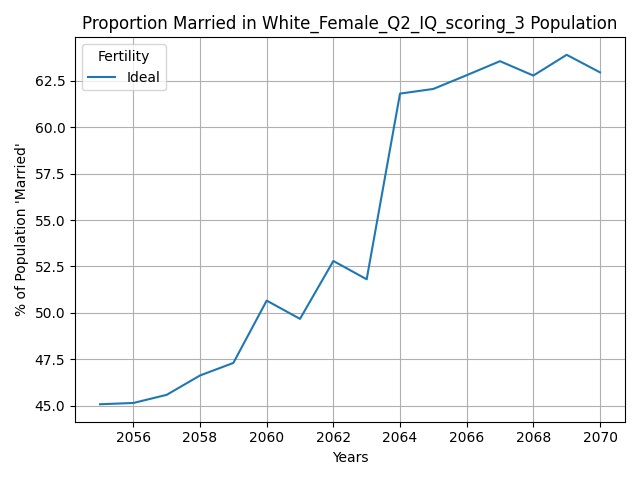 Proportion Married in White_Female_Q2_IQ_scoring_3 Population
Fertility
Ideal
% of Population 'Married'
62.5
60.0
57.5
55.0
52.5
50.0
47.5
45.0
2056 2058 2060 2062 2064 2066 2068 2070
Years